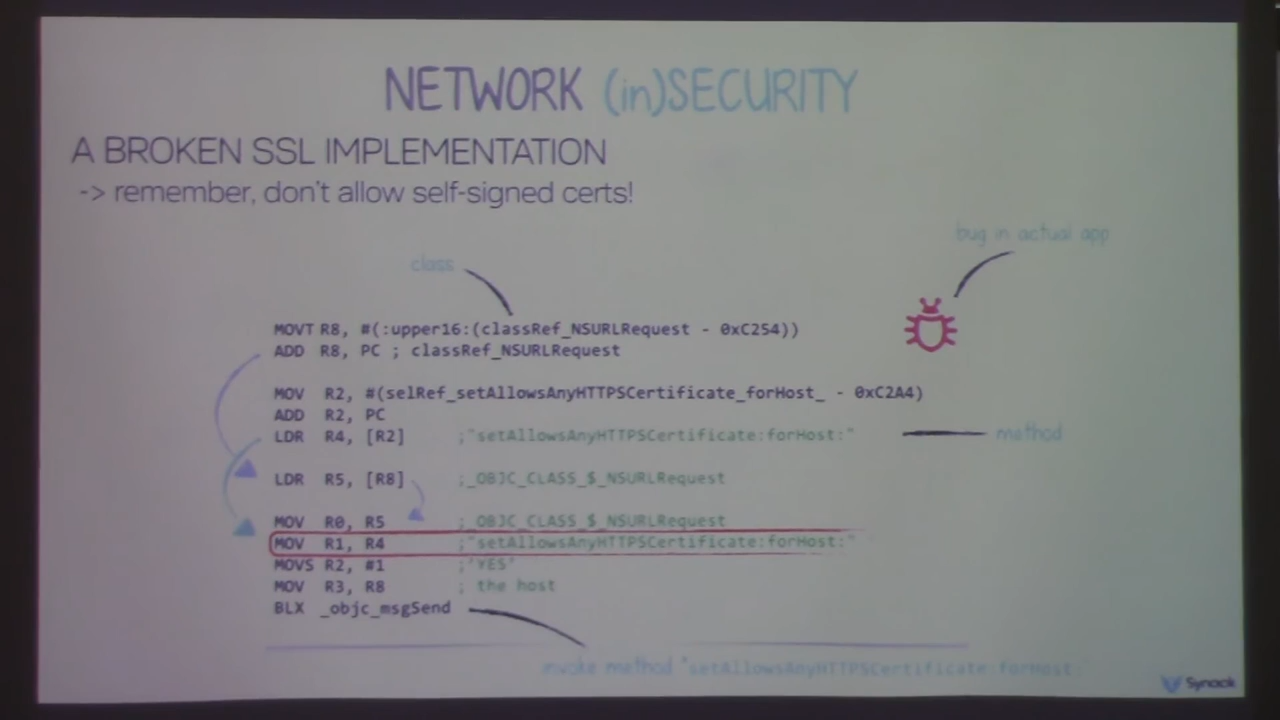 NETWORK (in)SECURITY
A BROKEN SSL IMPLEMENTATION
-> remember, don't allow self-signed certs!
bug in actual app
class
MOVT R8, #(:upper16:(classRef_NSURLRequest - 0xC254))
ADD R8, PC ; classRef_NSURLRequest
MOV R2, #(selRef_setAllowsAnyHTTPSCertificate_forHost_ - 0xC2A4)
ADD R2, PC
LDR R4, [R2] ;"setAllowsAnyHTTPSCertificate:forHost:"
method
LDR R5, [R8] ;_OBJC_CLASS_$_NSURLRequest
MOV R0, R5 ;_OBJC_CLASS_$_NSURLRequest
MOV R1, R4 ;"setAllowsAnyHTTPSCertificate:forHost:"
MOVS R2, #1 ;"YES"
MOV R3, R8 ; the host
BLX _objc_msgSend
invoke method "setAllowsAnyHTTPSCertificate:forHost:"
Synack